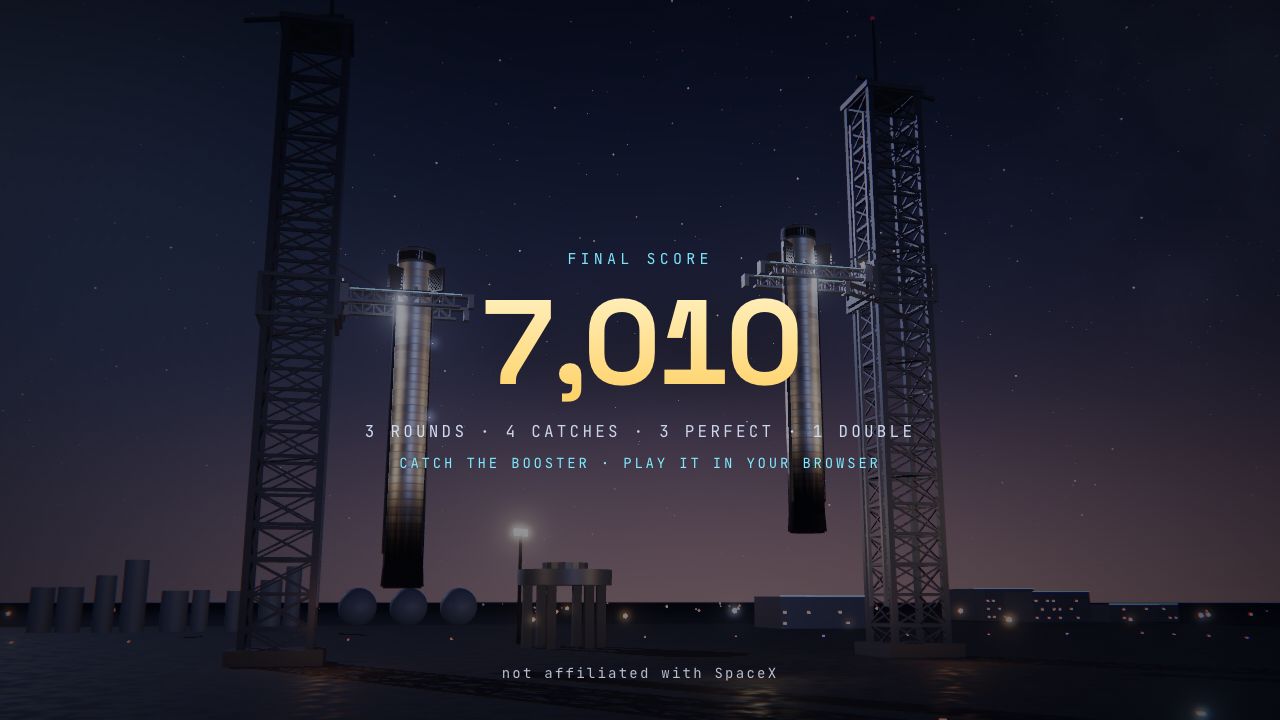 FINAL SCORE
7,010
3 ROUNDS · 4 CATCHES · 3 PERFECT · 1 DOUBLE
CATCH THE BOOSTER · PLAY IT IN YOUR BROWSER
not affiliated with SpaceX